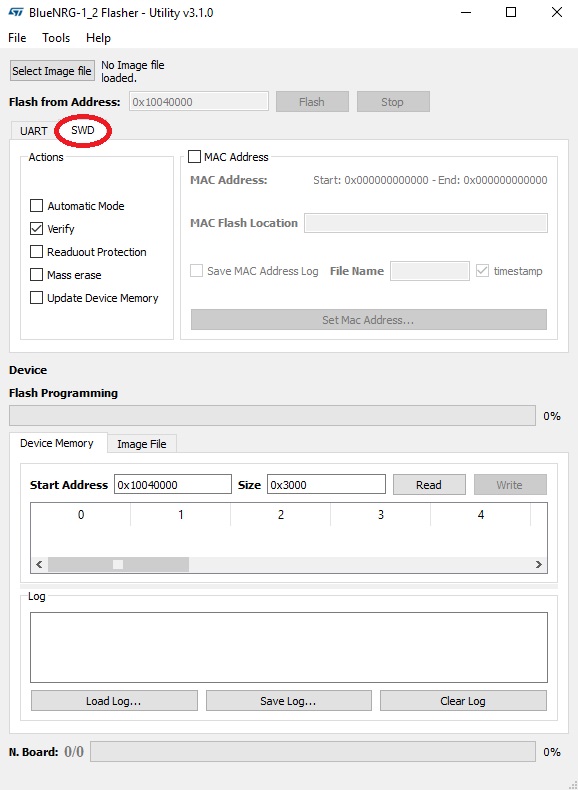 BlueNRG-1_2 Flasher - Utility v3.1.0
File Tools Help
Select Image file No Image file
loaded.
Flash from Address: 0x10040000 Flash Stop
UART SWD
Actions
Automatic Mode
Verify
Readuout Protection
Mass erase
Update Device Memory
MAC Address
MAC Address: Start: 0x000000000000 - End: 0x000000000000
MAC Flash Location
Save MAC Address Log File Name timestamp
Set Mac Address...
Device
Flash Programming
0%
Device Memory Image File
Start Address 0x10040000 Size 0x3000 Read Write
0 1 2 3 4
Log
Load Log... Save Log... Clear Log
N. Board: 0/0 0%